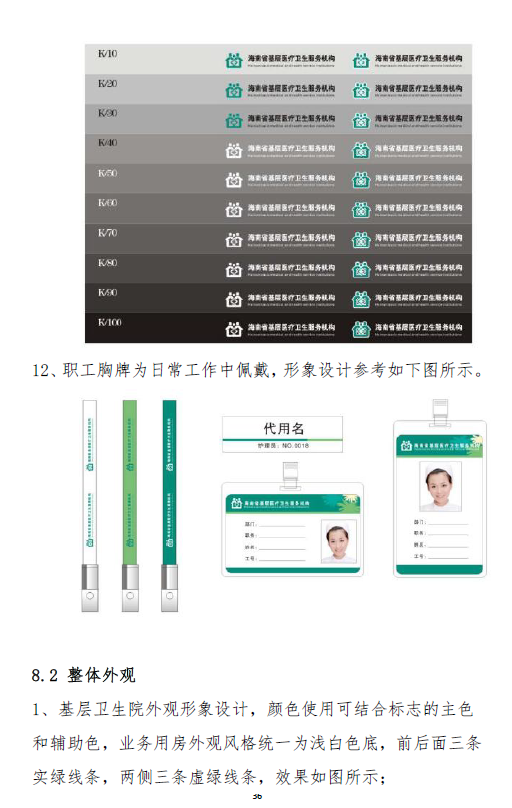 K/10 海南省基层医疗卫生服务机构 海南省基层医疗卫生服务机构
K/20 海南省基层医疗卫生服务机构 海南省基层医疗卫生服务机构
K/30 海南省基层医疗卫生服务机构 海南省基层医疗卫生服务机构
K/40 海南省基层医疗卫生服务机构 海南省基层医疗卫生服务机构
K/50 海南省基层医疗卫生服务机构 海南省基层医疗卫生服务机构
K/60 海南省基层医疗卫生服务机构 海南省基层医疗卫生服务机构
K/70 海南省基层医疗卫生服务机构 海南省基层医疗卫生服务机构
K/80 海南省基层医疗卫生服务机构 海南省基层医疗卫生服务机构
K/90 海南省基层医疗卫生服务机构 海南省基层医疗卫生服务机构
K/100 海南省基层医疗卫生服务机构 海南省基层医疗卫生服务机构
12、职工胸牌为日常工作中佩戴，形象设计参考如下图所示。
代用名
护理员：NO.0018
海南省基层医疗卫生服务机构
部门：
职务：
姓名：
工号：
海南省基层医疗卫生服务机构
部门：
职务：
姓名：
工号：
8.2 整体外观
1、基层卫生院外观形象设计，颜色使用可结合标志的主色
和辅助色，业务用房外观风格统一为浅白色底，前后面三条
实绿线条，两侧三条虚绿线条，效果如图所示；
36